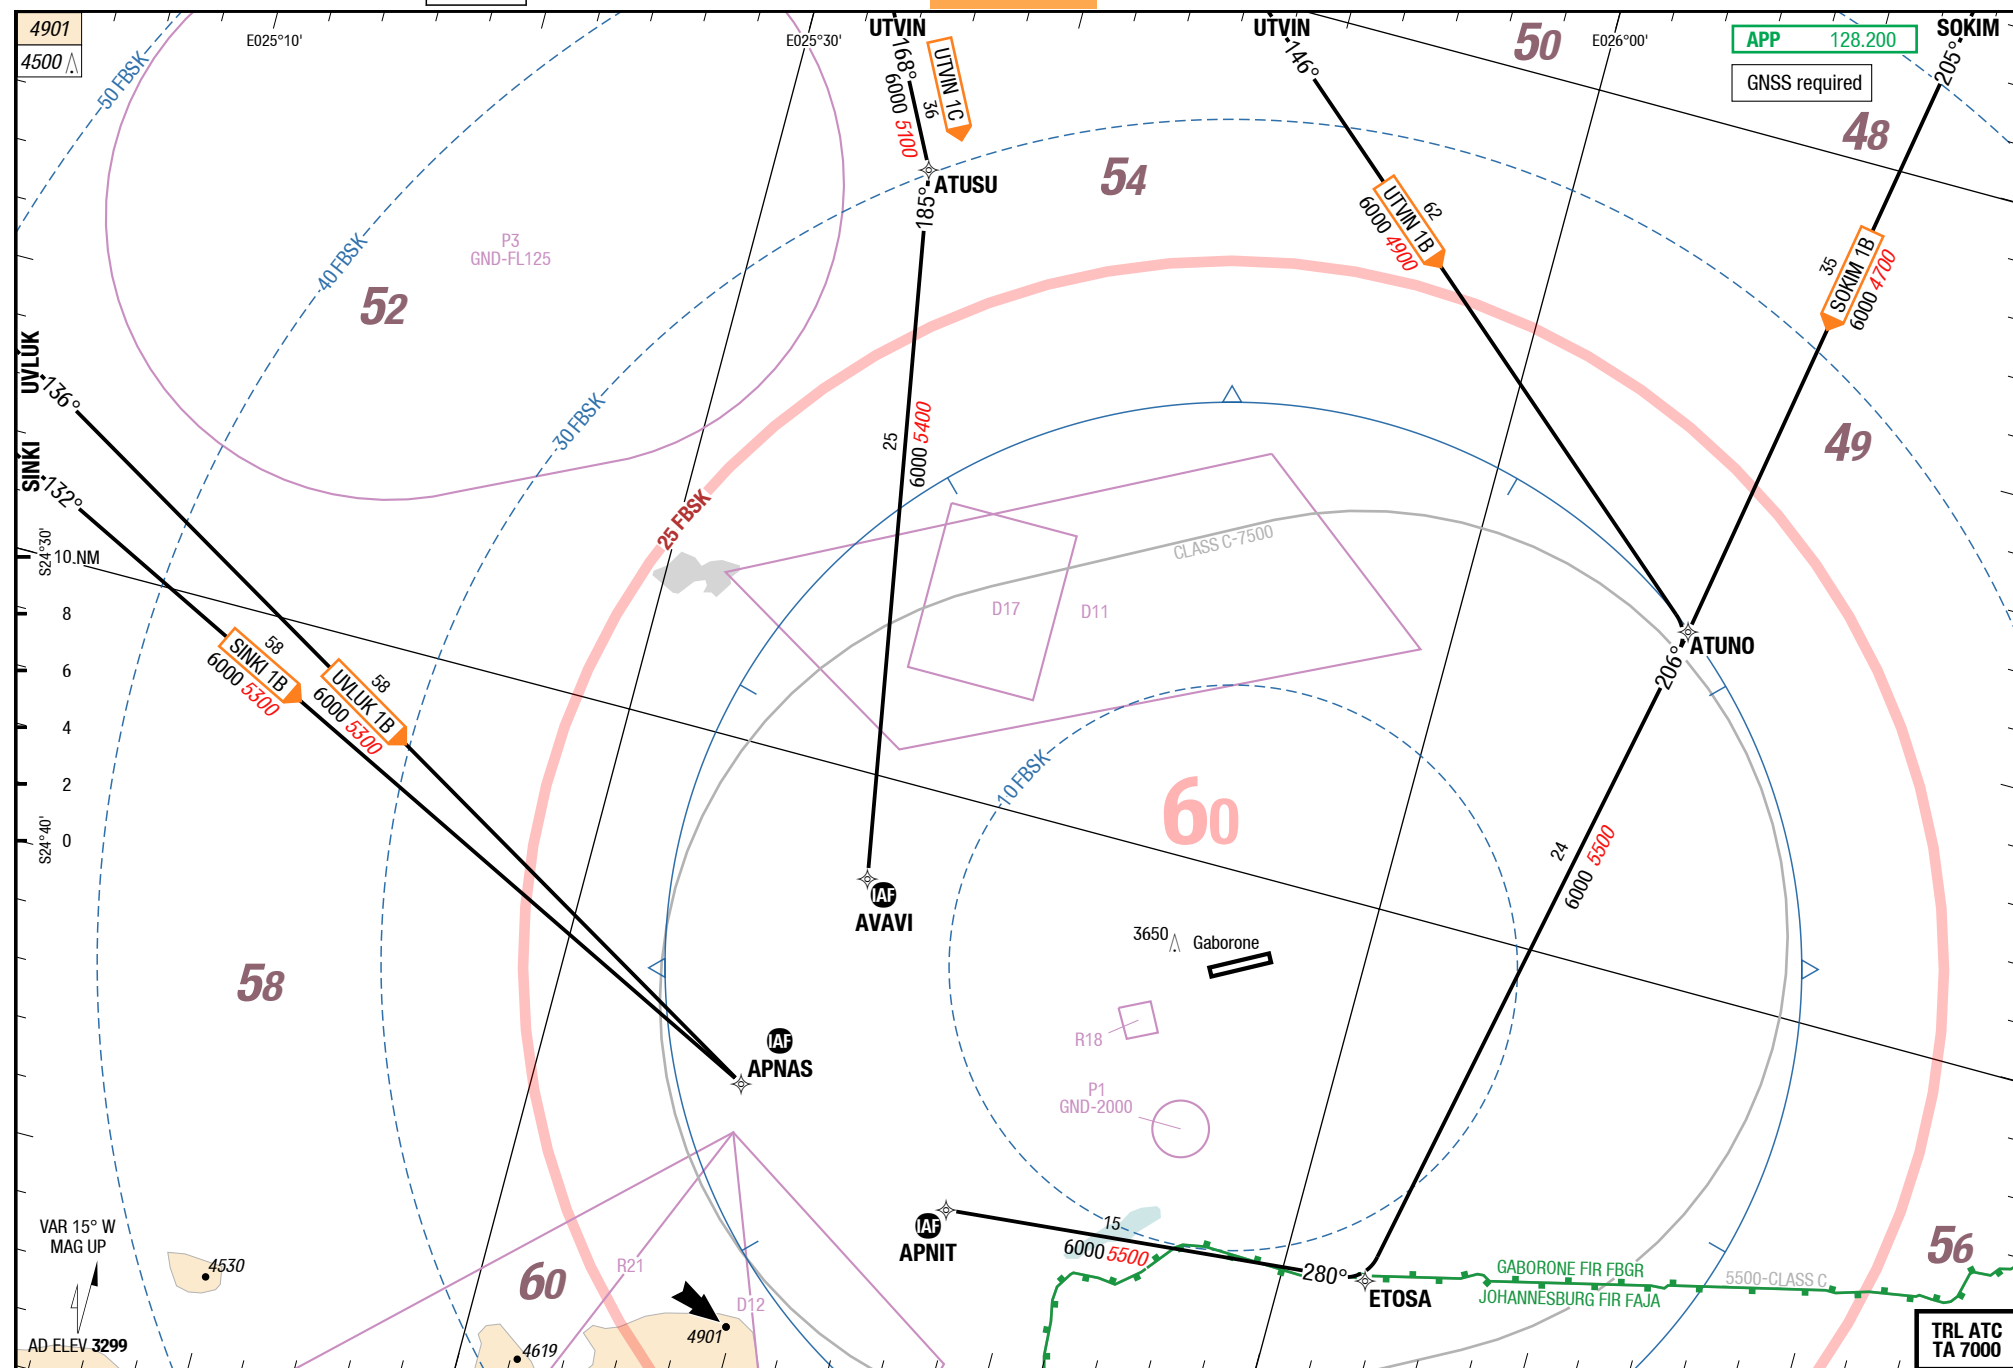 4901
4500
E025°10'
E025°30'
UTVIN
UTVIN
E026°00'
SOKIM
APP 128.200
GNSS required
50
48
50 FBSK
168°
6000 5100
36
UTVIN 1C
146°
205°
ATUSU
185°
54
UTVIN 1B
62
6000 4900
35
SOKIM 1B
6000 4700
P3
GND-FL125
40 FBSK
52
UVLUK
136°
SINKI
132°
30 FBSK
25
6000 5400
49
25 FBSK
S24°30'
10 NM
8
6
4
2
0
S24°40'
CLASS C-7500
D17
D11
ATUNO
206°
58
SINKI 1B
6000 5300
58
UVLUK 1B
6000 5300
10 FBSK
60
24
6000 5500
IAF
AVAVI
3650
Gaborone
58
IAF
APNAS
R18
P1
GND-2000
IAF
APNIT
15
6000 5500
280°
ETOSA
GABORONE FIR FBGR
JOHANNESBURG FIR FAJA
5500-CLASS C
56
VAR 15° W
MAG UP
4530
60
R21
D12
4901
4619
AD ELEV 3299
TRL ATC
TA 7000